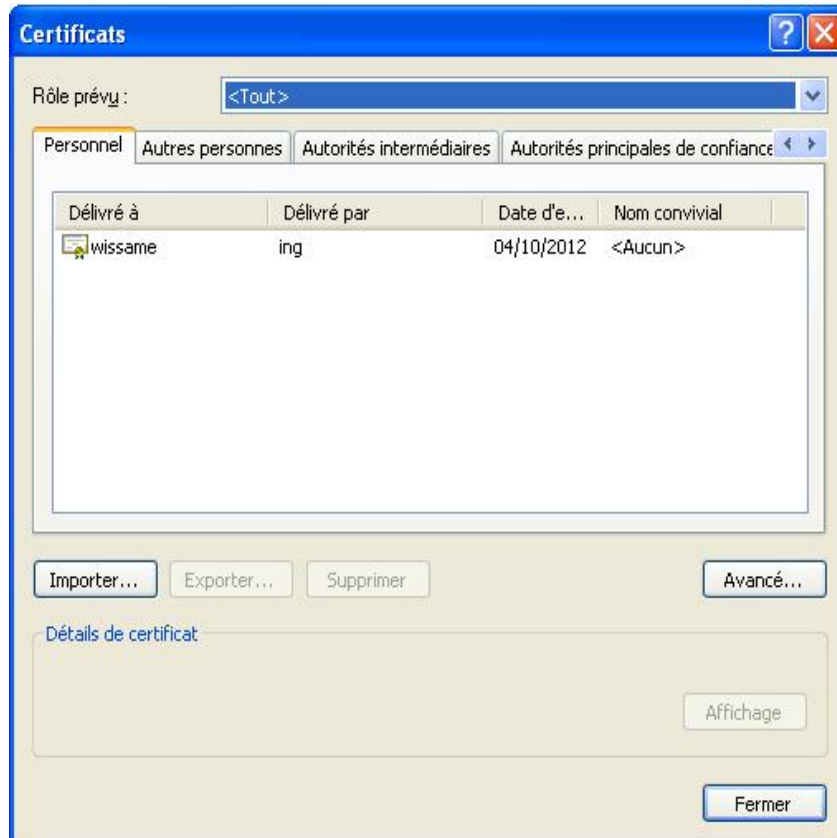 Certificats
Rôle prévu : <Tout>
Personnel Autres personnes Autorités intermédiaires Autorités principales de confiance
Délivré à Délivré par Date d'e... Nom convivial
wissame ing 04/10/2012 <Aucun>
Importer... Exporter... Supprimer Avancé...
Détails de certificat
Affichage
Fermer